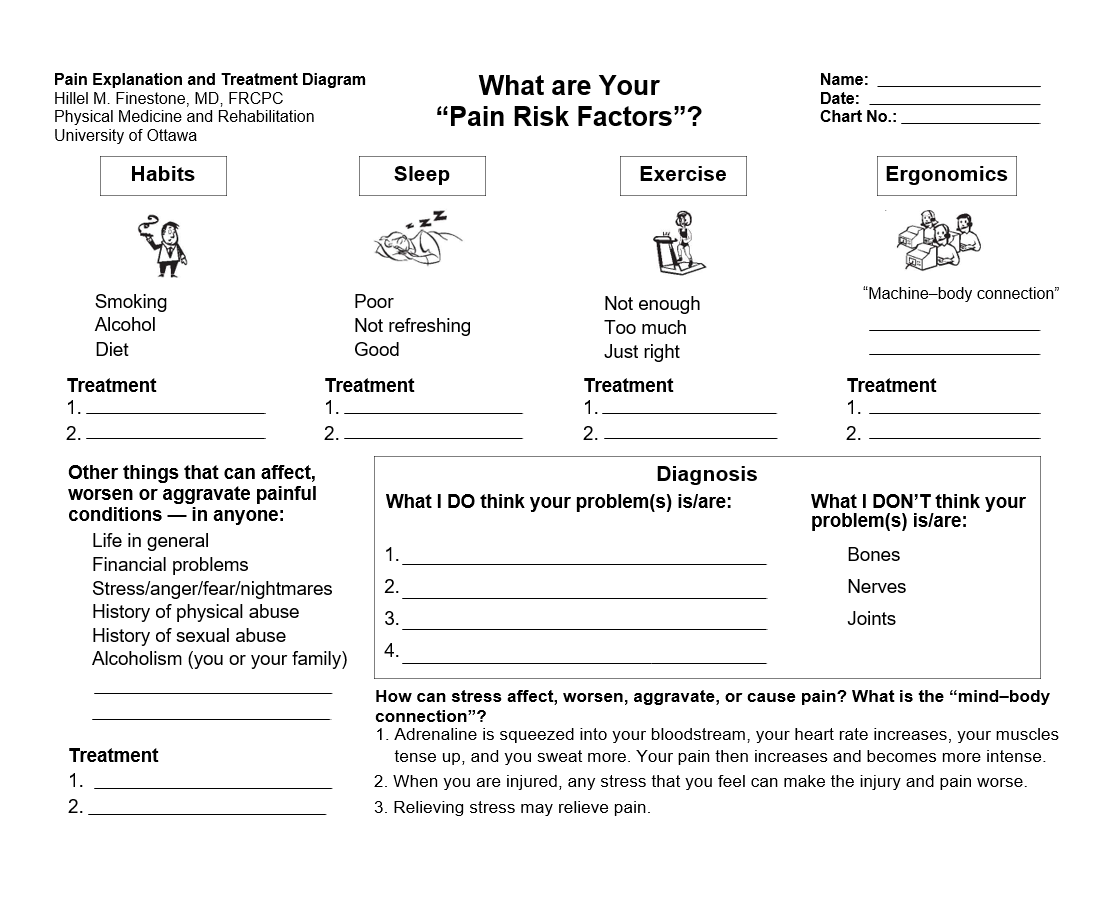 Pain Explanation and Treatment Diagram
Hillel M. Finestone, MD, FRCPC
Physical Medicine and Rehabilitation
University of Ottawa
What are Your
“Pain Risk Factors”?
Name: ____________________
Date: ____________________
Chart No.: ________________
Habits
Smoking
Alcohol
Diet
Treatment
1. ____________________
2. ____________________
Sleep
zzz
Poor
Not refreshing
Good
Treatment
1. ____________________
2. ____________________
Exercise
Not enough
Too much
Just right
Treatment
1. ____________________
2. ____________________
Ergonomics
“Machine–body connection”
____________________
____________________
Treatment
1. ____________________
2. ____________________
Other things that can affect,
worsen or aggravate painful
conditions — in anyone:
Life in general
Financial problems
Stress/anger/fear/nightmares
History of physical abuse
History of sexual abuse
Alcoholism (you or your family)
____________________
____________________
Treatment
1. ____________________
2. ____________________
Diagnosis
What I DO think your problem(s) is/are:
1. ____________________
2. ____________________
3. ____________________
4. ____________________
What I DON’T think your
problem(s) is/are:
Bones
Nerves
Joints
How can stress affect, worsen, aggravate, or cause pain? What is the “mind–body
connection”?
1. Adrenaline is squeezed into your bloodstream, your heart rate increases, your muscles
tense up, and you sweat more. Your pain then increases and becomes more intense.
2. When you are injured, any stress that you feel can make the injury and pain worse.
3. Relieving stress may relieve pain.